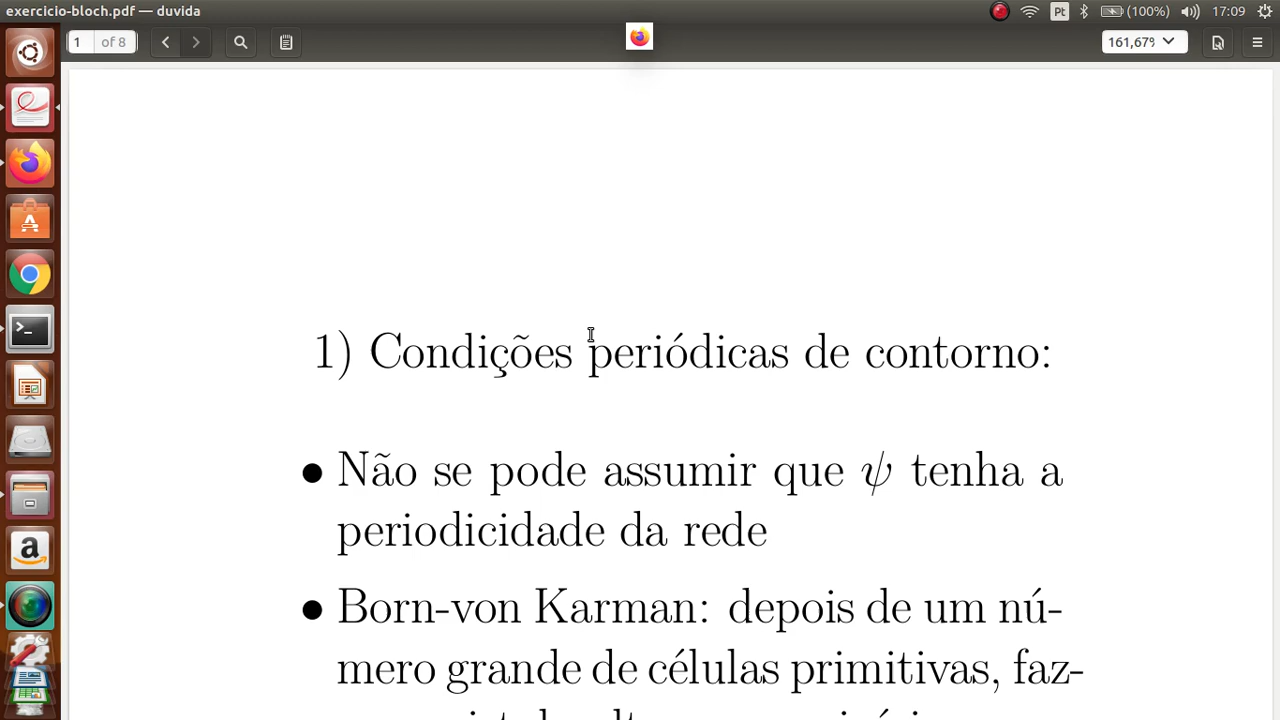 exercicio-bloch.pdf — duvida
Pt
(100%)
17:09
1 of 8
161,67%
1) Condições periódicas de contorno:
• Não se pode assumir que ψ tenha a
periodicidade da rede
• Born-von Karman: depois de um nú-
mero grande de células primitivas, faz-